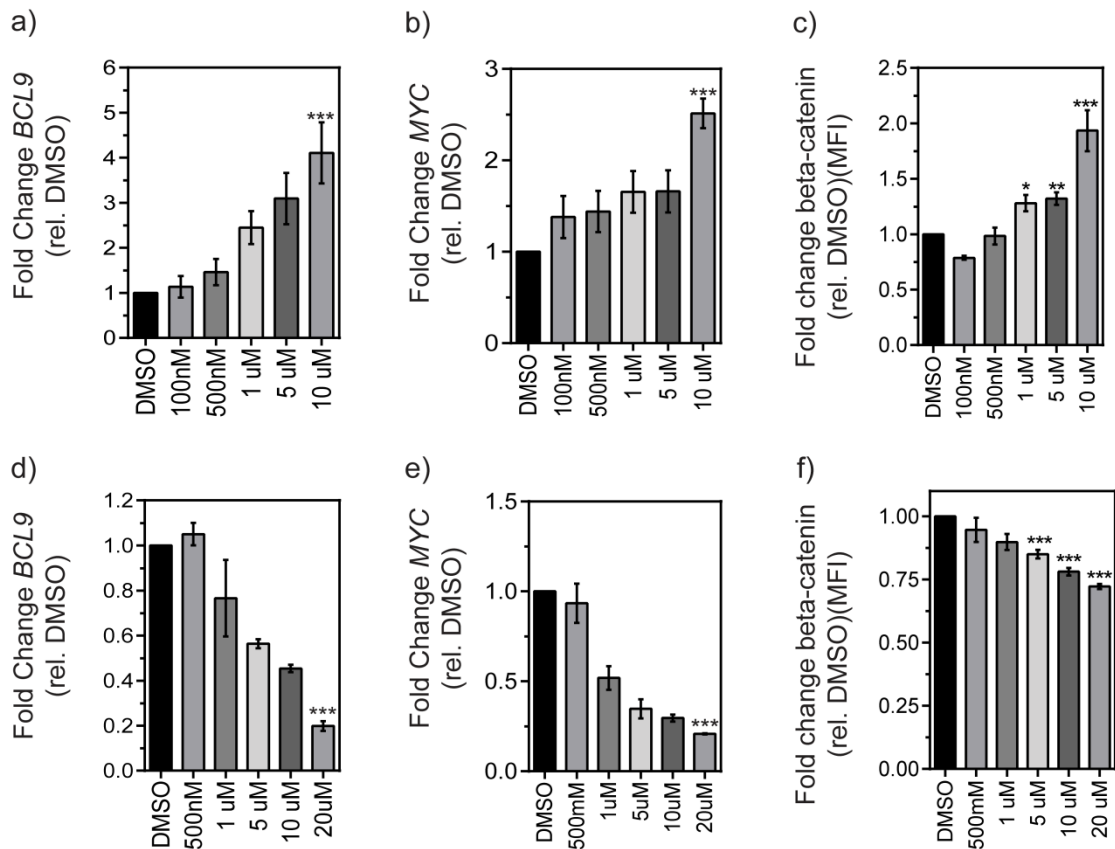 a)
Fold Change BCL9
(rel. DMSO)
6
5
4
3
2
1
0
***
DMSO
100nM
500nM
1 uM
5 uM
10 uM
b)
Fold Change MYC
(rel. DMSO)
3
2
1
0
***
DMSO
100nM
500nM
1 uM
5 uM
10 uM
c)
Fold change beta-catenin
(rel. DMSO)(MFI)
2.5
2.0
1.5
1.0
0.5
0.0
*
**
***
DMSO
100nM
500nM
1 uM
5 uM
10 uM
d)
Fold Change BCL9
(rel. DMSO)
1.2
1.0
0.8
0.6
0.4
0.2
0.0
***
DMSO
500nM
1 uM
5 uM
10 uM
20uM
e)
Fold Change MYC
(rel. DMSO)
1.5
1.0
0.5
0.0
***
DMSO
500mM
1uM
5uM
10uM
20uM
f)
Fold change beta-catenin
(rel. DMSO)(MFI)
1.00
0.75
0.50
0.25
0.00
***
***
***
DMSO
500mM
1 uM
5 uM
10 uM
20 uM